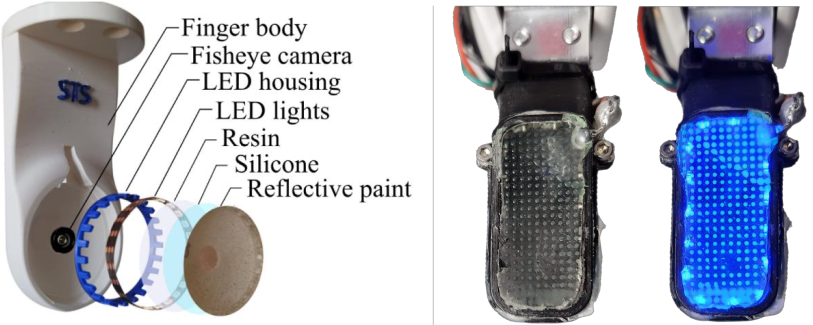 Finger body
Fisheye camera
LED housing
STS
LED lights
Resin
Silicone
Reflective paint